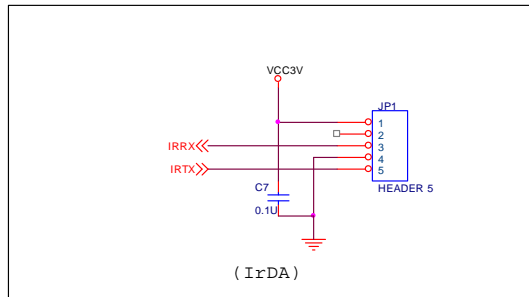 VCC3V
JP1
1
2
IRRX
3
4
IRTX
5
C7
HEADER 5
0.1U
(IrDA)